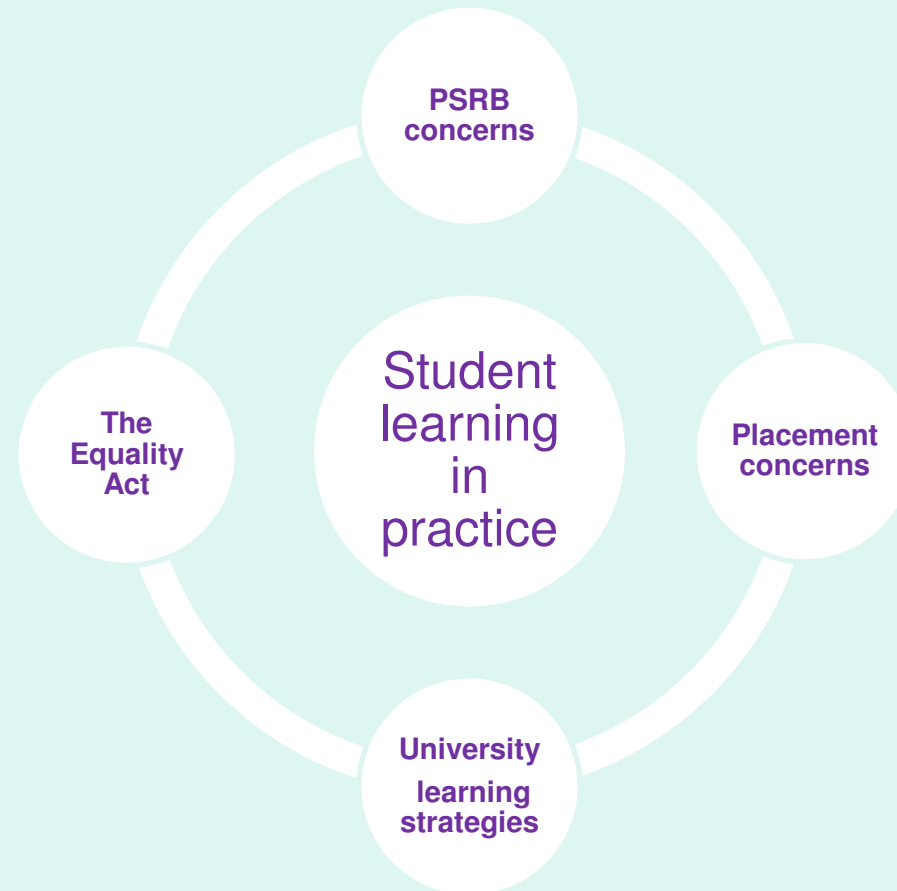 PSRB
concerns
Student
learning
in
practice
The
Equality
Act
Placement
concerns
University
learning
strategies